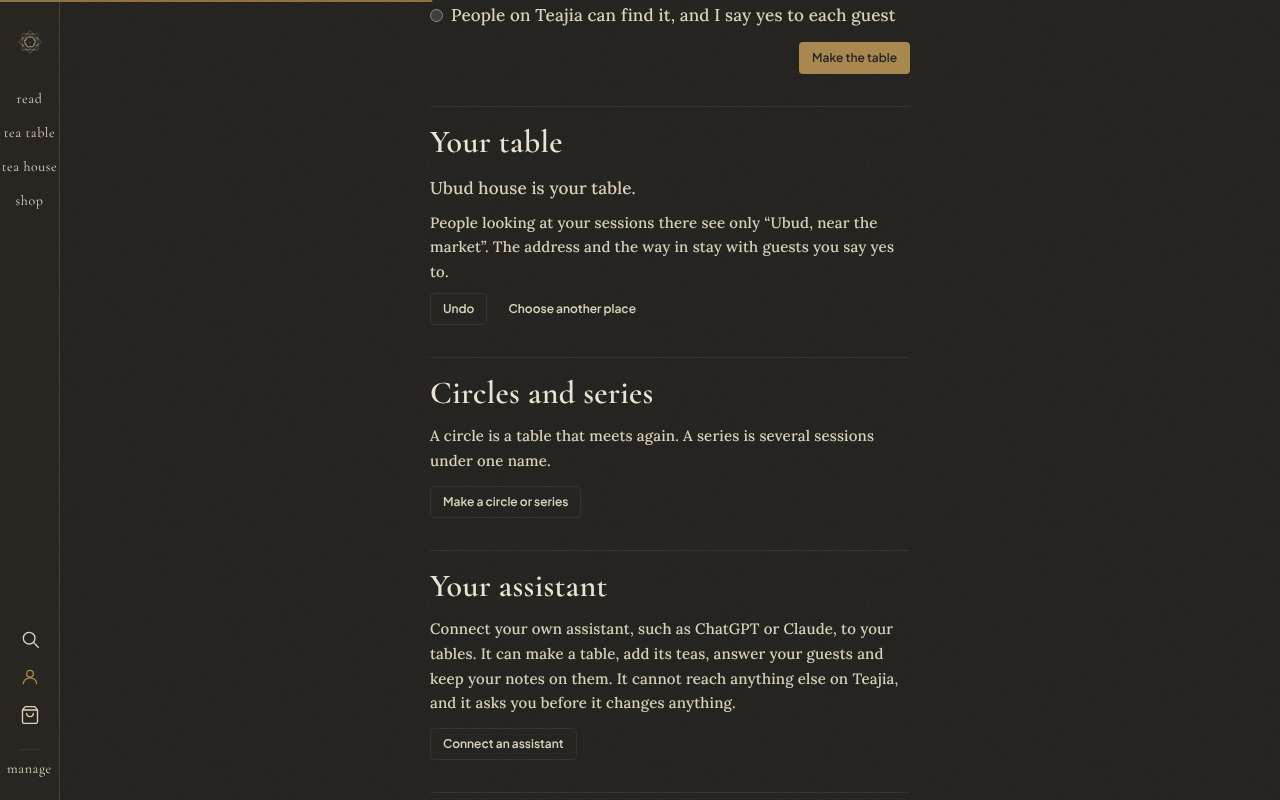 People on Teajia can find it, and I say yes to each guest
Make the table
read
tea table
tea house
shop
Your table
Ubud house is your table.
People looking at your sessions there see only “Ubud, near the
market”. The address and the way in stay with guests you say yes
to.
Undo
Choose another place
Circles and series
A circle is a table that meets again. A series is several sessions
under one name.
Make a circle or series
Your assistant
Connect your own assistant, such as ChatGPT or Claude, to your
tables. It can make a table, add its teas, answer your guests and
keep your notes on them. It cannot reach anything else on Teajia,
and it asks you before it changes anything.
Connect an assistant
manage